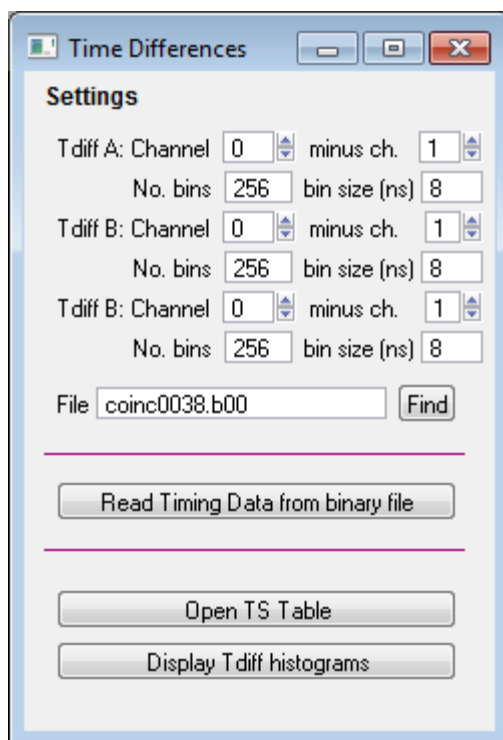 Time Differences
Settings
Tdiff A: Channel 0 minus ch. 1
No. bins 256 bin size (ns) 8
Tdiff B: Channel 0 minus ch. 1
No. bins 256 bin size (ns) 8
Tdiff B: Channel 0 minus ch. 1
No. bins 256 bin size (ns) 8
File coinc0038.b00 Find
Read Timing Data from binary file
Open TS Table
Display Tdiff histograms